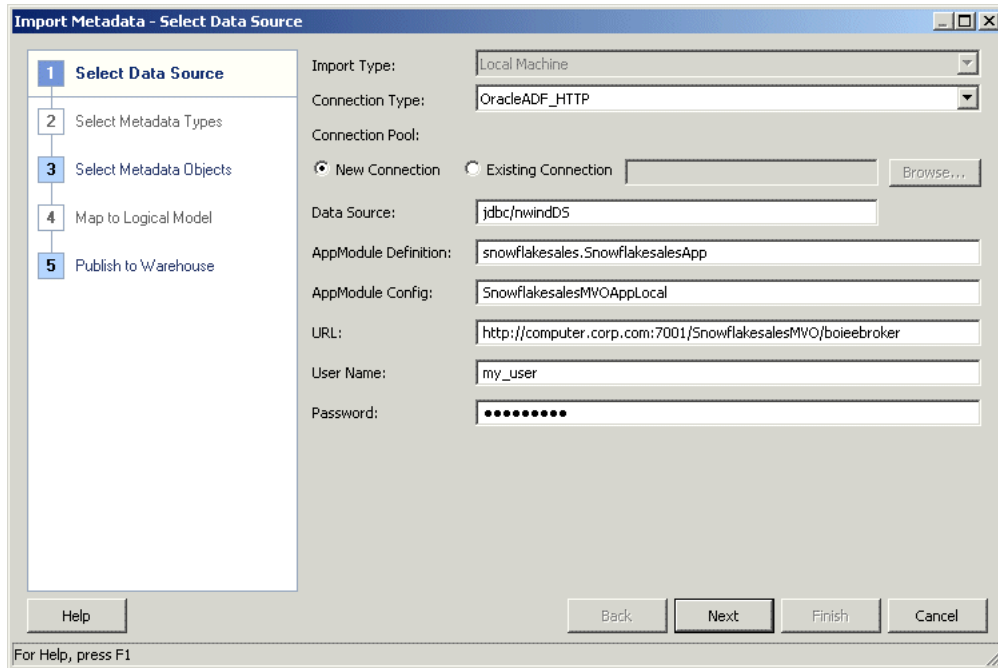 Import Metadata - Select Data Source
1 Select Data Source
2 Select Metadata Types
3 Select Metadata Objects
4 Map to Logical Model
5 Publish to Warehouse
Import Type: Local Machine
Connection Type: OracleADF_HTTP
Connection Pool:
New Connection Existing Connection Browse...
Data Source: jdbc/nwindDS
AppModule Definition: snowflakesales.SnowflakesalesApp
AppModule Config: SnowflakesalesMVOAppLocal
URL: http://computer.corp.com:7001/SnowflakesalesMVO/boieebroker
User Name: my_user
Password: ●●●●●●●●●
Help Back Next Finish Cancel
For Help, press F1